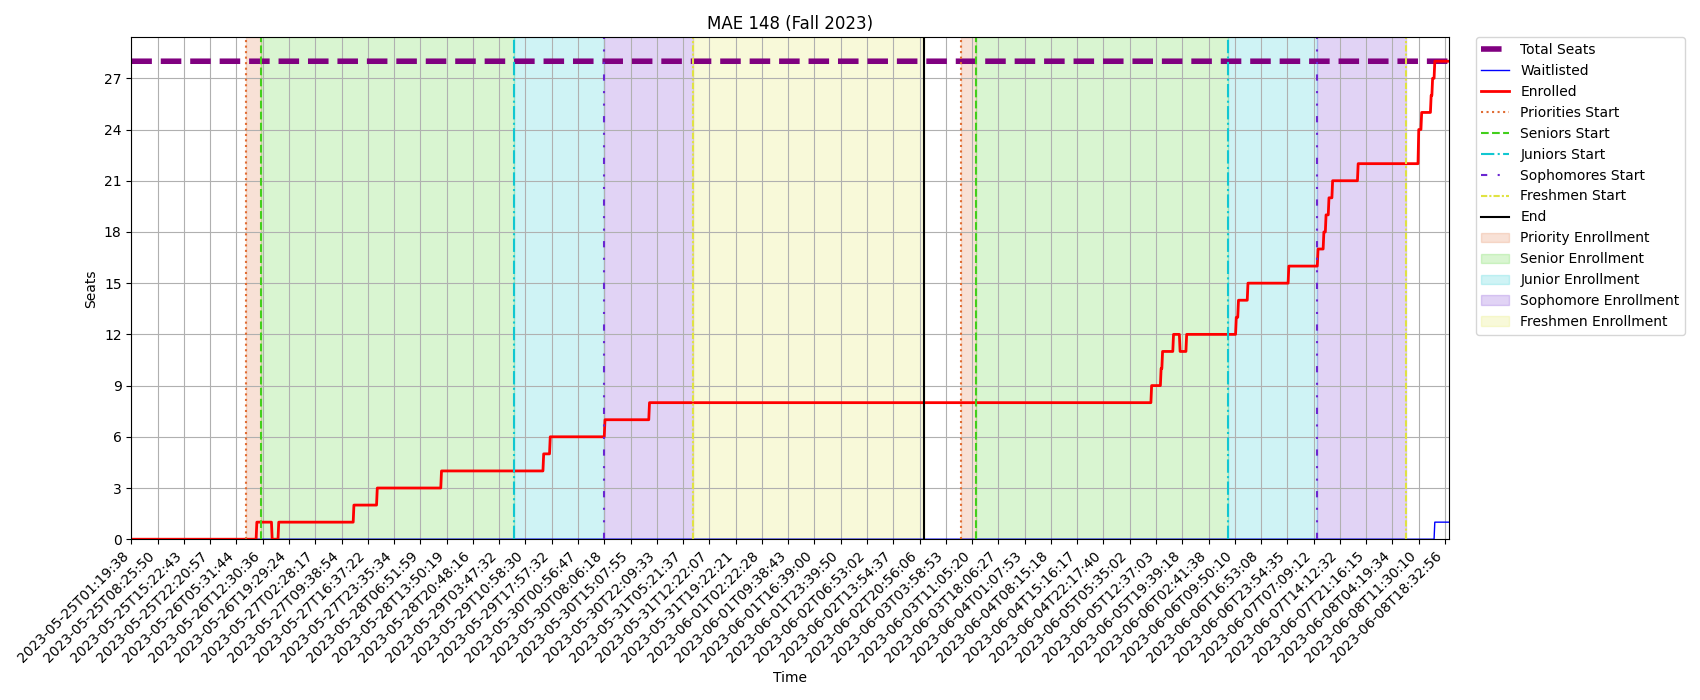 MAE 148 (Fall 2023)
Total Seats
Waitlisted
Enrolled
Priorities Start
Seniors Start
Juniors Start
Sophomores Start
Freshmen Start
End
Priority Enrollment
Senior Enrollment
Junior Enrollment
Sophomore Enrollment
Freshmen Enrollment
Seats
27
24
21
18
15
12
9
6
3
0
2023-05-25T01:19:38
2023-05-25T08:25:50
2023-05-25T15:22:43
2023-05-25T22:20:57
2023-05-26T05:31:44
2023-05-26T12:30:36
2023-05-26T19:29:24
2023-05-27T02:28:17
2023-05-27T09:38:54
2023-05-27T16:37:22
2023-05-27T23:35:34
2023-05-28T06:51:59
2023-05-28T13:50:19
2023-05-28T20:48:16
2023-05-29T03:47:32
2023-05-29T10:58:30
2023-05-29T17:57:32
2023-05-30T00:56:47
2023-05-30T08:06:18
2023-05-30T15:07:55
2023-05-30T22:09:33
2023-05-31T05:21:37
2023-05-31T12:22:07
2023-05-31T19:22:21
2023-06-01T02:22:28
2023-06-01T09:38:43
2023-06-01T16:39:00
2023-06-01T23:39:50
2023-06-02T06:53:02
2023-06-02T13:54:37
2023-06-02T20:56:06
2023-06-03T03:58:53
2023-06-03T11:05:20
2023-06-03T18:06:27
2023-06-04T01:07:53
2023-06-04T08:15:18
2023-06-04T15:16:17
2023-06-04T22:17:40
2023-06-05T05:35:02
2023-06-05T12:37:03
2023-06-05T19:39:18
2023-06-06T02:41:38
2023-06-06T09:50:10
2023-06-06T16:53:08
2023-06-06T23:54:35
2023-06-07T07:09:12
2023-06-07T14:12:32
2023-06-07T21:16:15
2023-06-08T04:19:34
2023-06-08T11:30:10
2023-06-08T18:32:56
Time